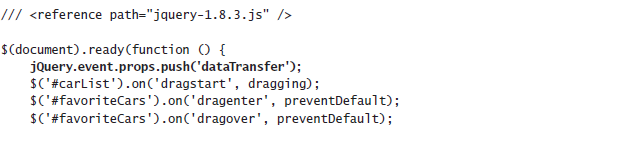 /// <reference path="jquery-1.8.3.js" />
$(document).ready(function () {
jQuery.event.props.push('dataTransfer');
$('#carList').on('dragstart', dragging);
$('#favoriteCars').on('dragenter', preventDefault);
$('#favoriteCars').on('dragover', preventDefault);